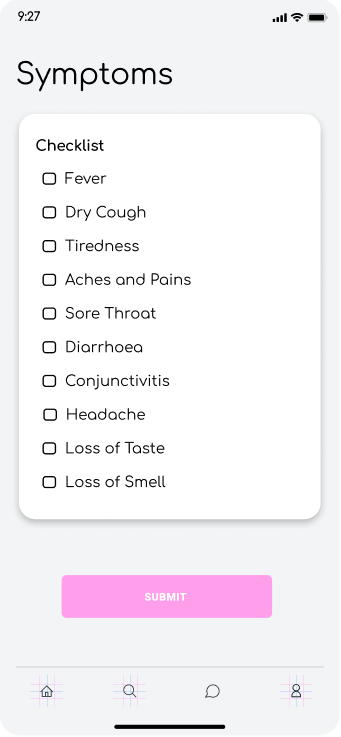 9:27
Symptoms
Checklist
Fever
Dry Cough
Tiredness
Aches and Pains
Sore Throat
Diarrhoea
Conjunctivitis
Headache
Loss of Taste
Loss of Smell
SUBMIT